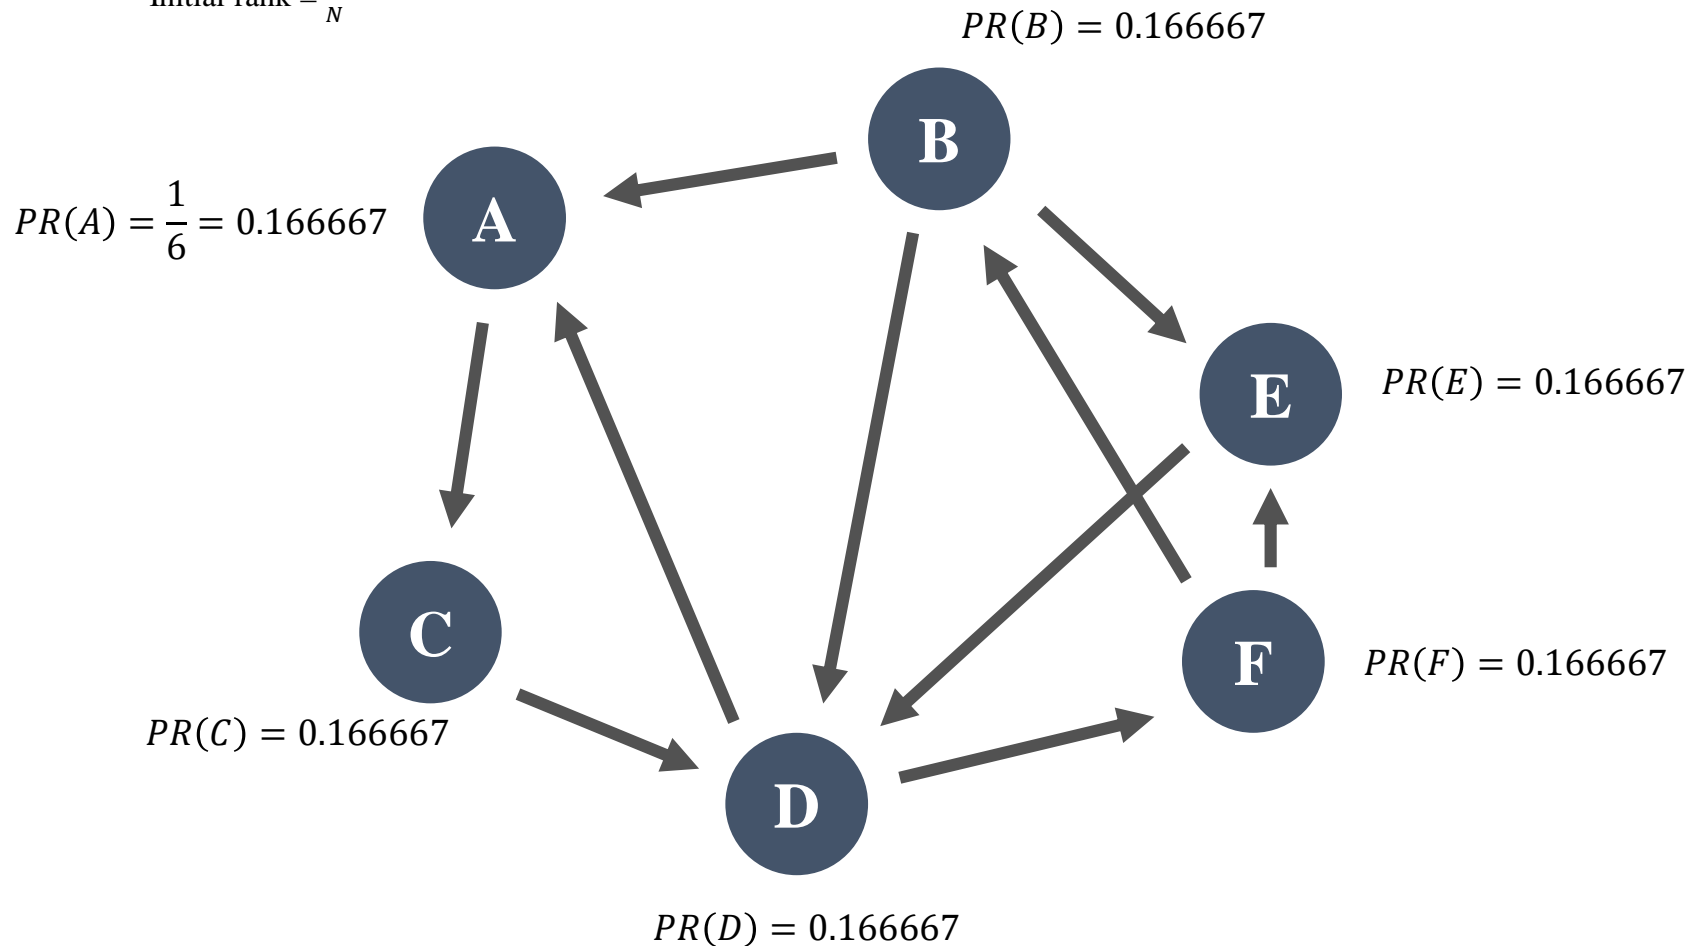 = N
PR(B) = 0.166667
B
A
PR(A) = 1/6 = 0.166667
E
PR(E) = 0.166667
C
F
PR(F) = 0.166667
PR(C) = 0.166667
D
PR(D) = 0.166667